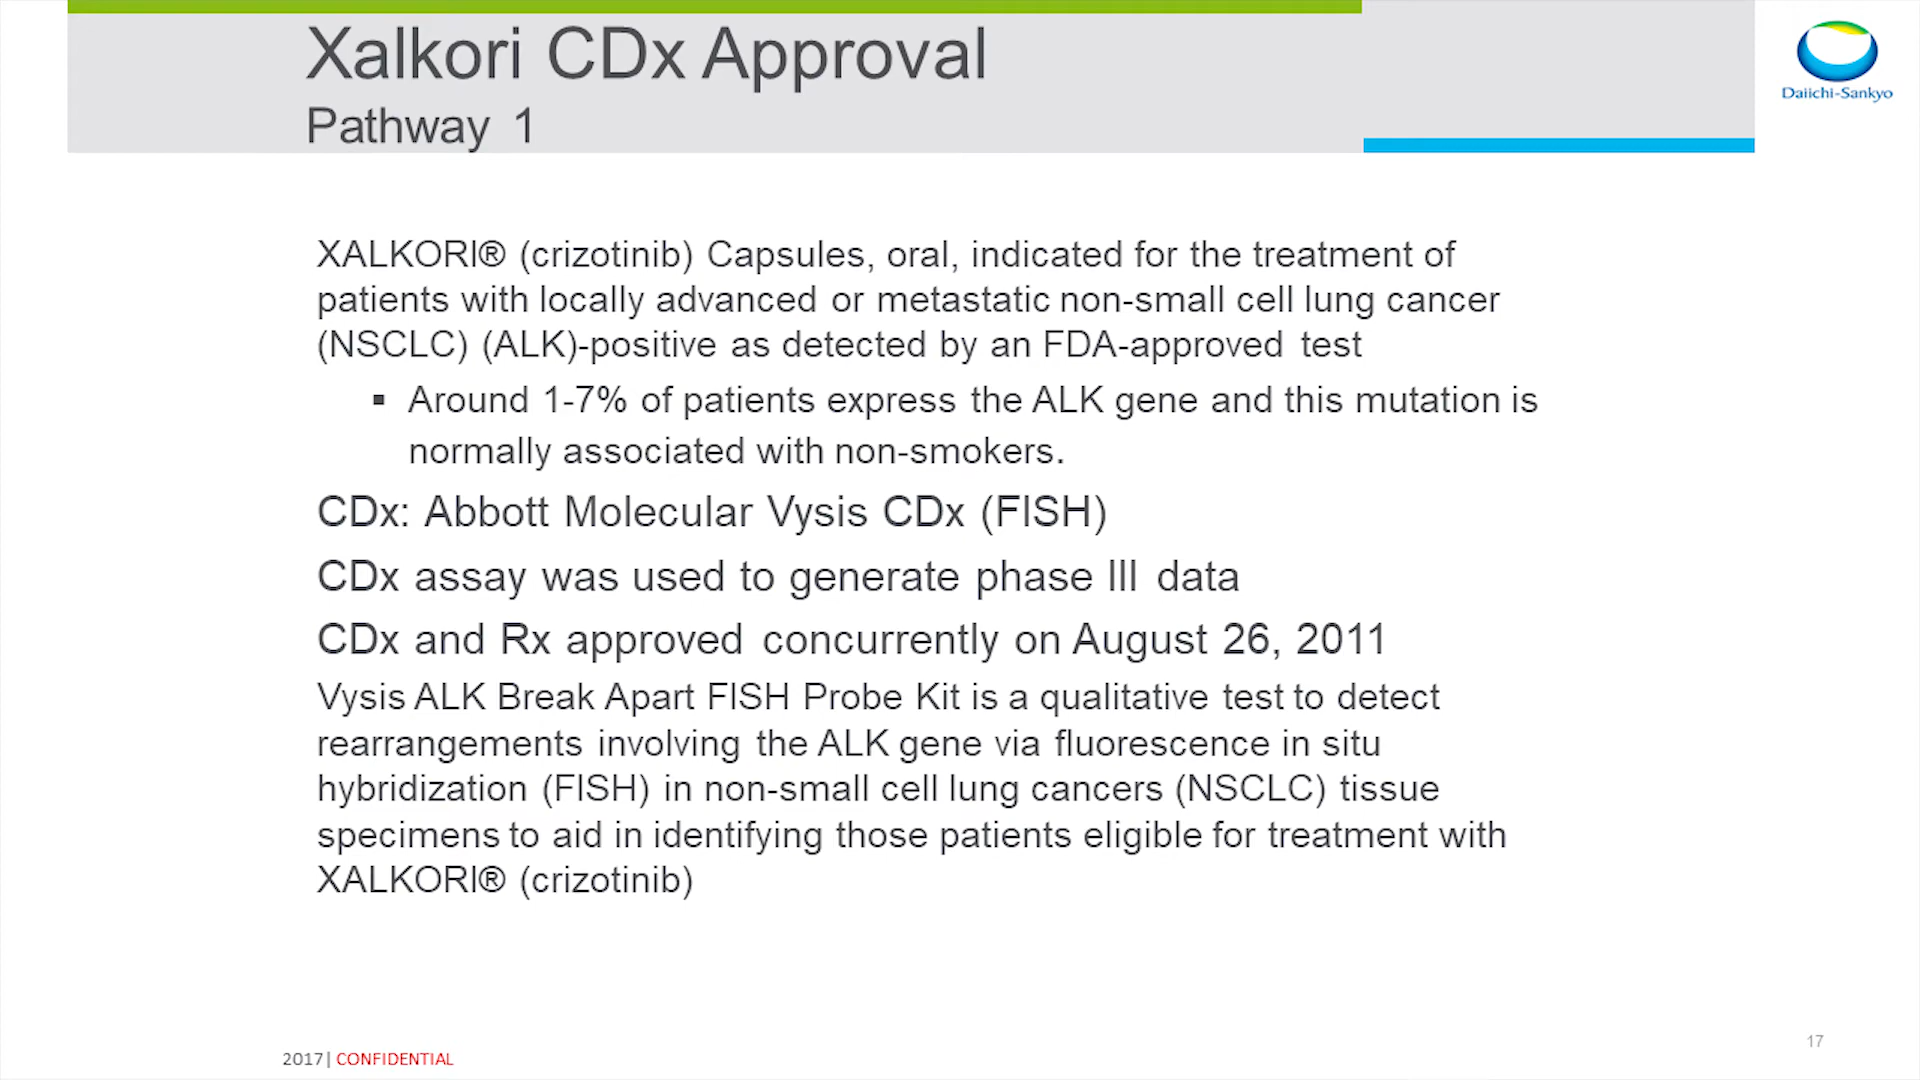 Xalkori CDx Approval
Pathway 1
Daiichi-Sankyo
XALKORI® (crizotinib) Capsules, oral, indicated for the treatment of
patients with locally advanced or metastatic non-small cell lung cancer
(NSCLC) (ALK)-positive as detected by an FDA-approved test
▪ Around 1-7% of patients express the ALK gene and this mutation is
normally associated with non-smokers.
CDx: Abbott Molecular Vysis CDx (FISH)
CDx assay was used to generate phase III data
CDx and Rx approved concurrently on August 26, 2011
Vysis ALK Break Apart FISH Probe Kit is a qualitative test to detect
rearrangements involving the ALK gene via fluorescence in situ
hybridization (FISH) in non-small cell lung cancers (NSCLC) tissue
specimens to aid in identifying those patients eligible for treatment with
XALKORI® (crizotinib)
17
2017| CONFIDENTIAL